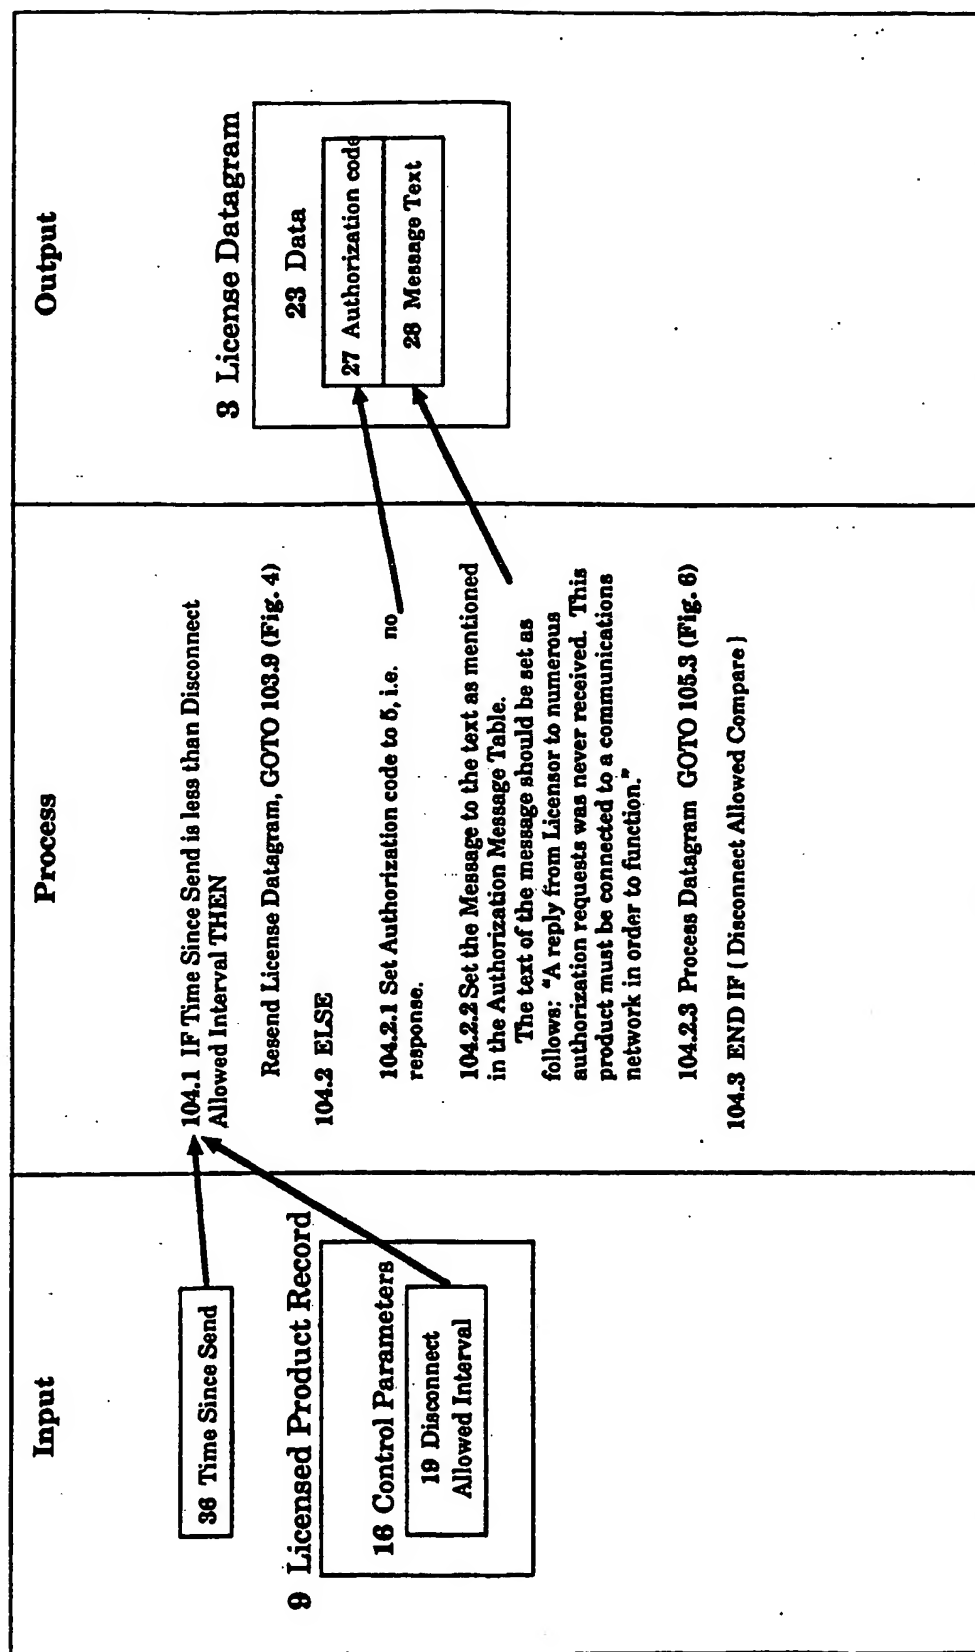 Input
36 Time Since Send
9 Licensed Product Record
16 Control Parameters
19 Disconnect
Allowed Interval
Process
104.1 IF Time Since Send is less than Disconnect
Allowed Interval THEN
Resend License Datagram, GOTO 103.9 (Fig. 4)
104.2 ELSE
104.2.1 Set Authorization code to 5, i.e. no
response.
104.2.2 Set the Message to the text as mentioned
in the Authorization Message Table.
The text of the message should be set as
follows: "A reply from Licensor to numerous
authorization requests was never received. This
product must be connected to a communications
network in order to function."
104.2.3 Process Datagram GOTO 105.3 (Fig. 6)
104.3 END IF ( Disconnect Allowed Compare )
Output
3 License Datagram
23 Data
27 Authorization code
28 Message Text